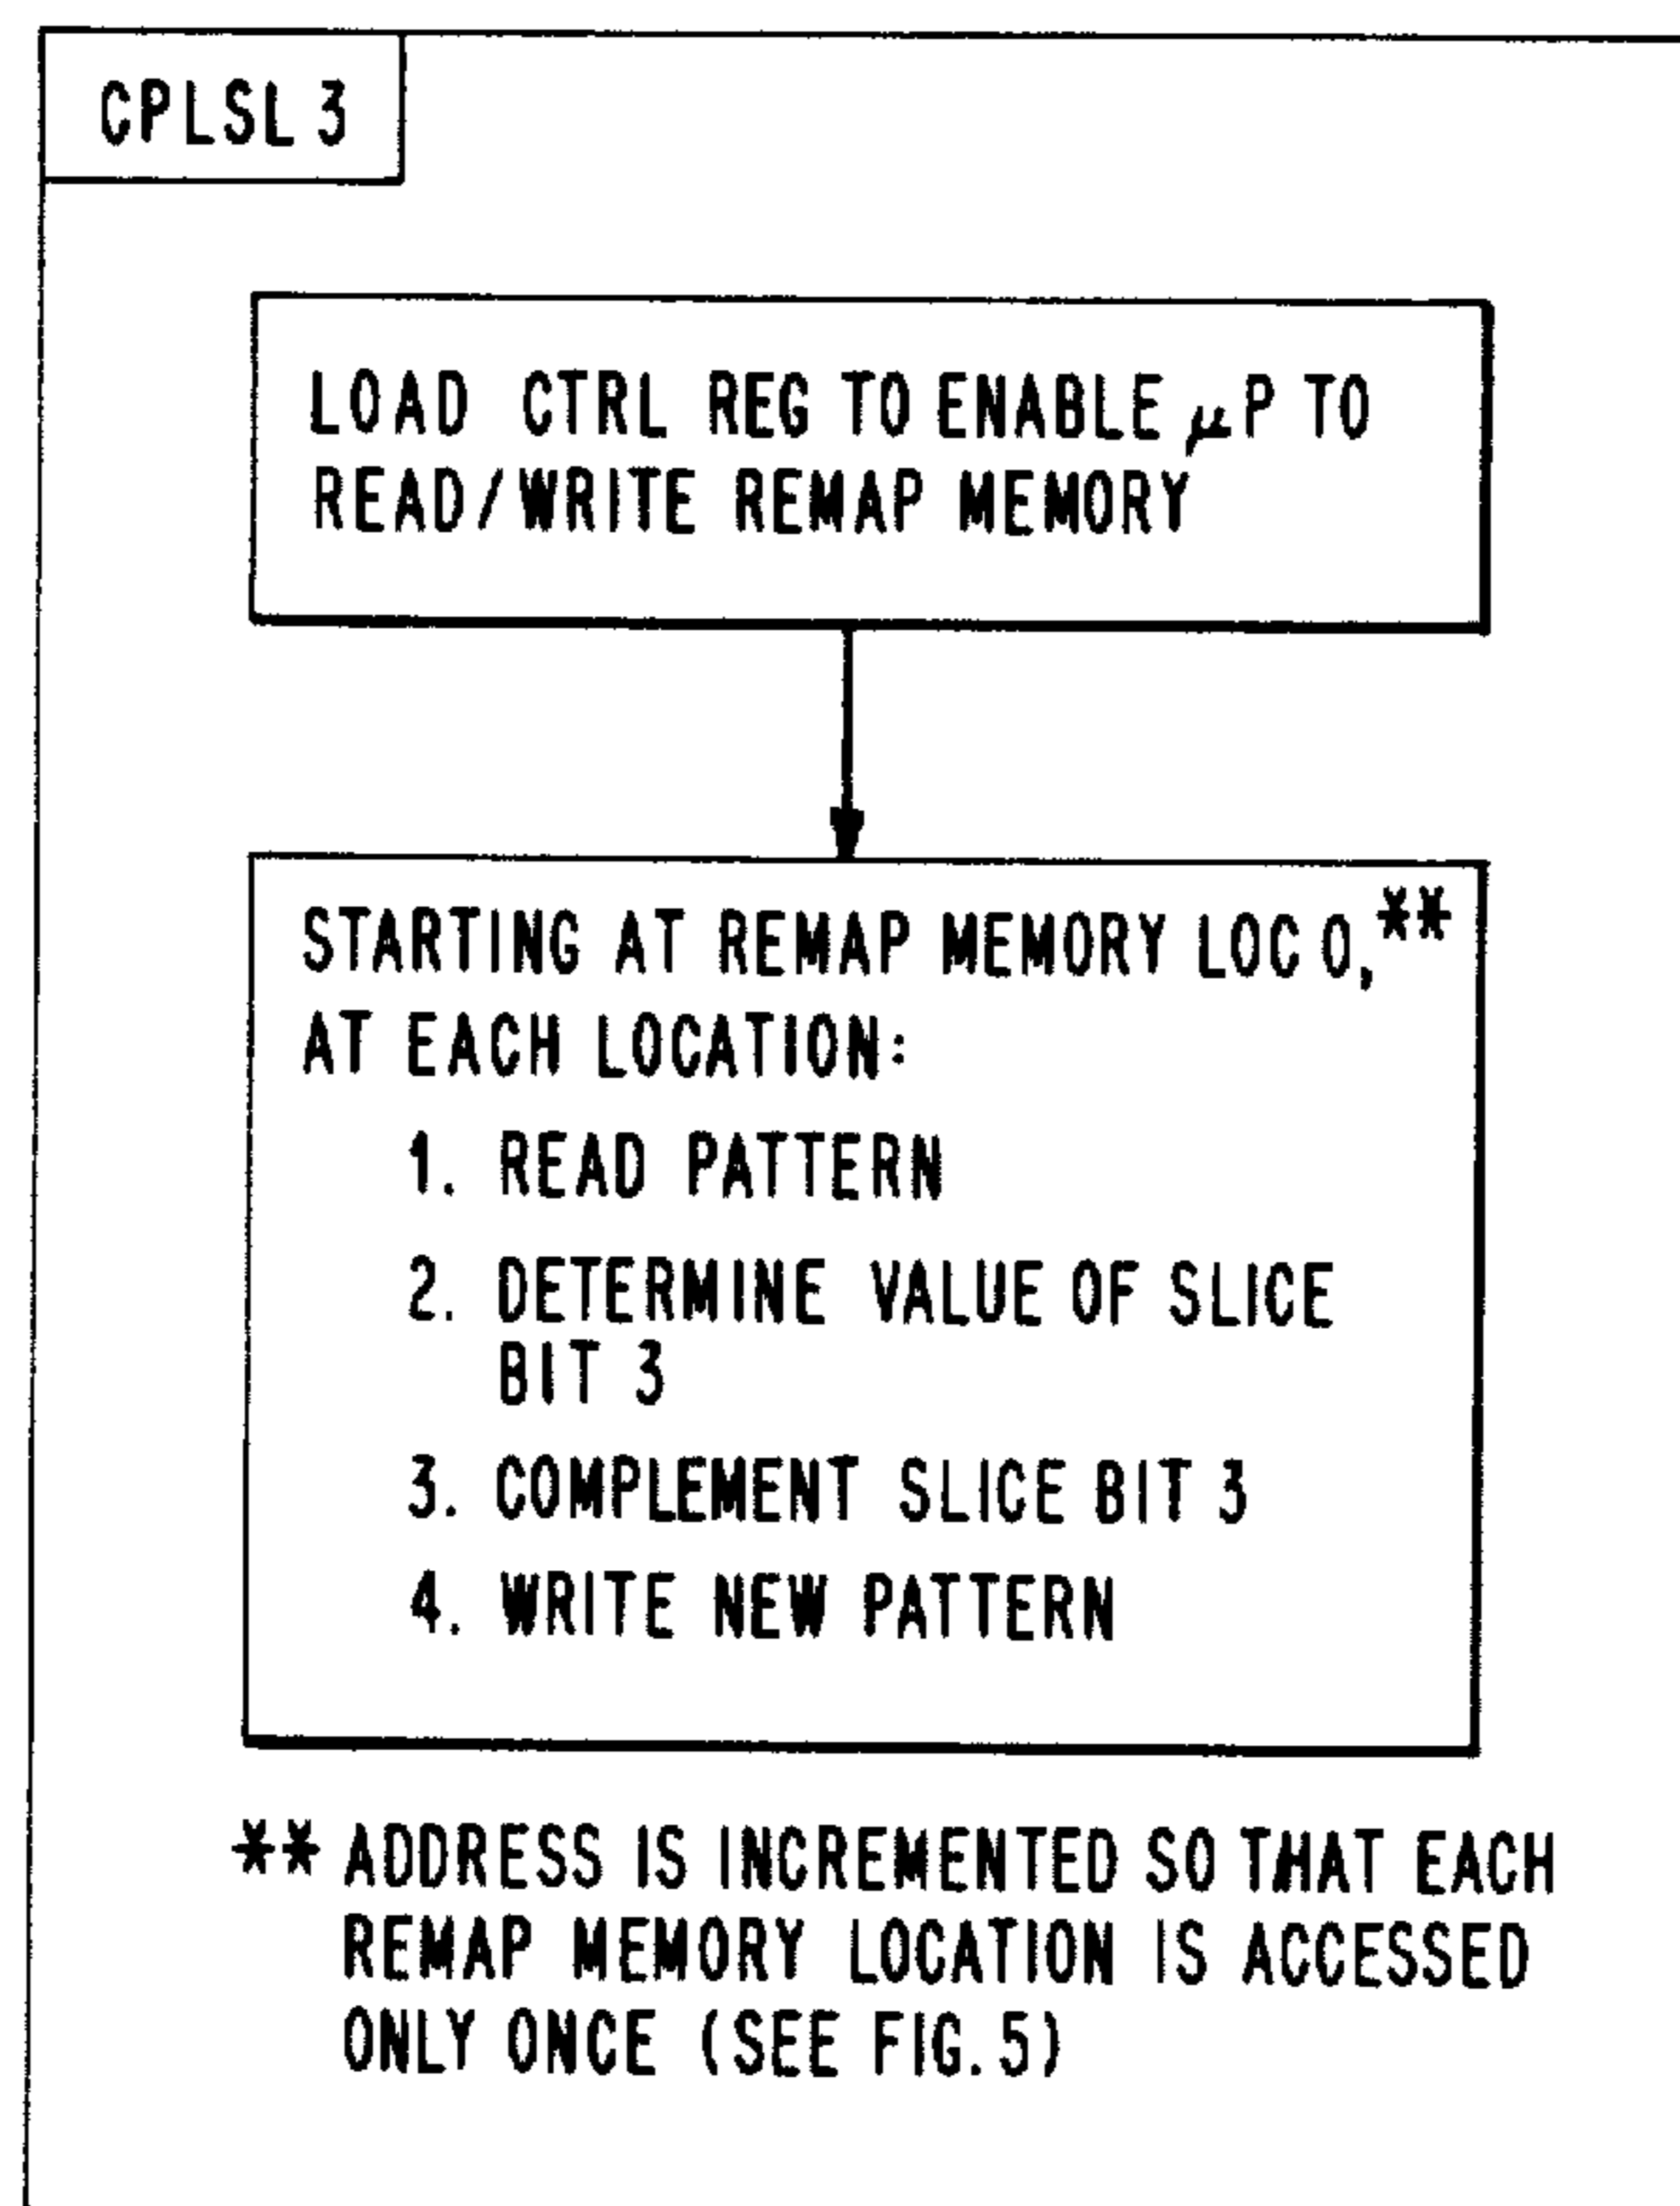 CPLSL 3
LOAD CTRL REG TO ENABLE μP TO
READ/WRITE REMAP MEMORY
STARTING AT REMAP MEMORY LOC 0,**
AT EACH LOCATION:
1. READ PATTERN
2. DETERMINE VALUE OF SLICE
BIT 3
3. COMPLEMENT SLICE BIT 3
4. WRITE NEW PATTERN
** ADDRESS IS INCREMENTED SO THAT EACH
REMAP MEMORY LOCATION IS ACCESSED
ONLY ONCE (SEE FIG. 5)